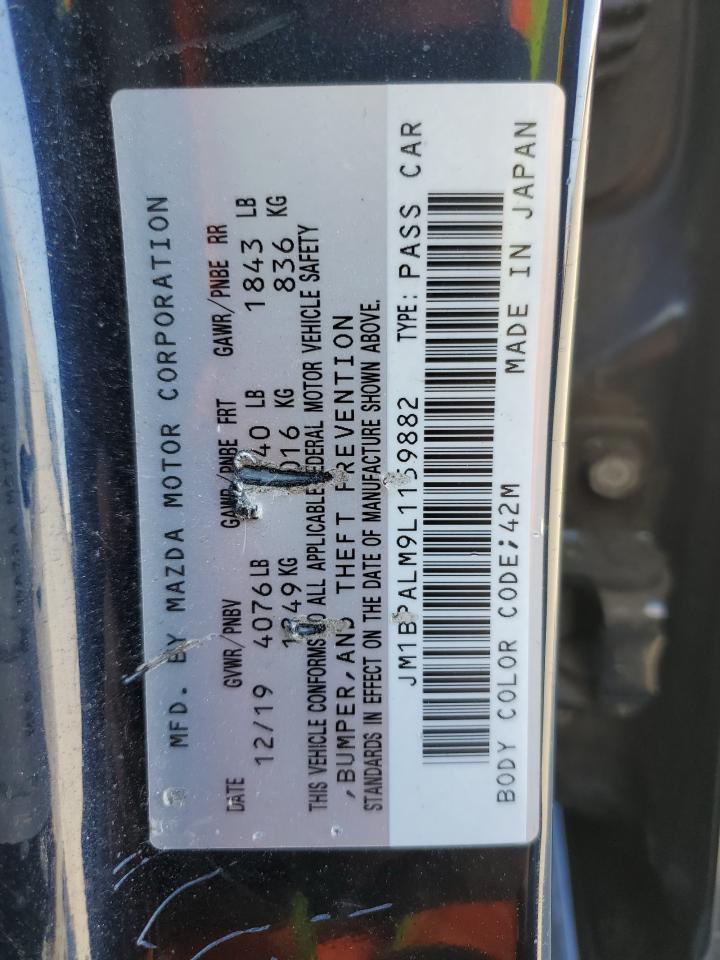 MFD. BY MAZDA MOTOR CORPORATION
DATE GVWR/PNBV GAWR/PNBE FRT GAWR/PNBE RR
12/19 4076 LB LB 1843 LB
KG KG 836 KG
THIS VEHICLE CONFORMS TO ALL APPLICABLE FEDERAL MOTOR VEHICLE SAFETY
,BUMPER,AND THEFT PREVENTION
STANDARDS IN EFFECT ON THE DATE OF MANUFACTURE SHOWN ABOVE.
JM1BPALM9L1159882 TYPE: PASS CAR
BODY COLOR CODE;42M MADE IN JAPAN